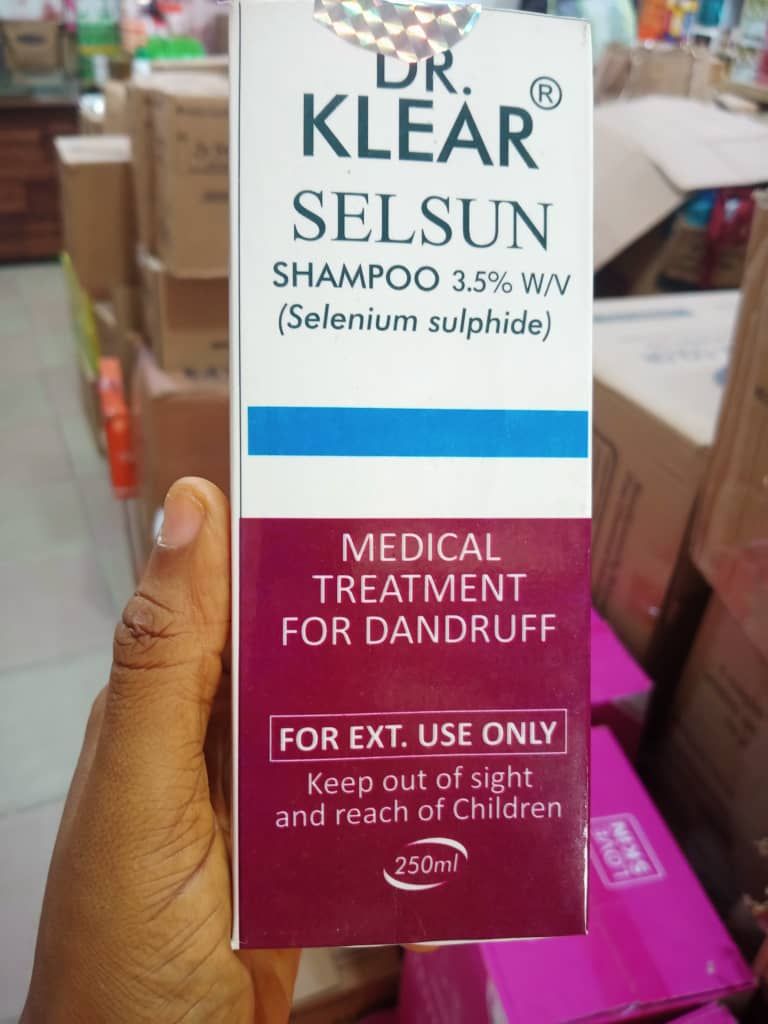 DR.
KLEAR®
SELSUN
SHAMPOO 3.5% W/V
(Selenium sulphide)
MEDICAL
TREATMENT
FOR DANDRUFF
FOR EXT. USE ONLY
Keep out of sight
and reach of Children
250ml
SKIN